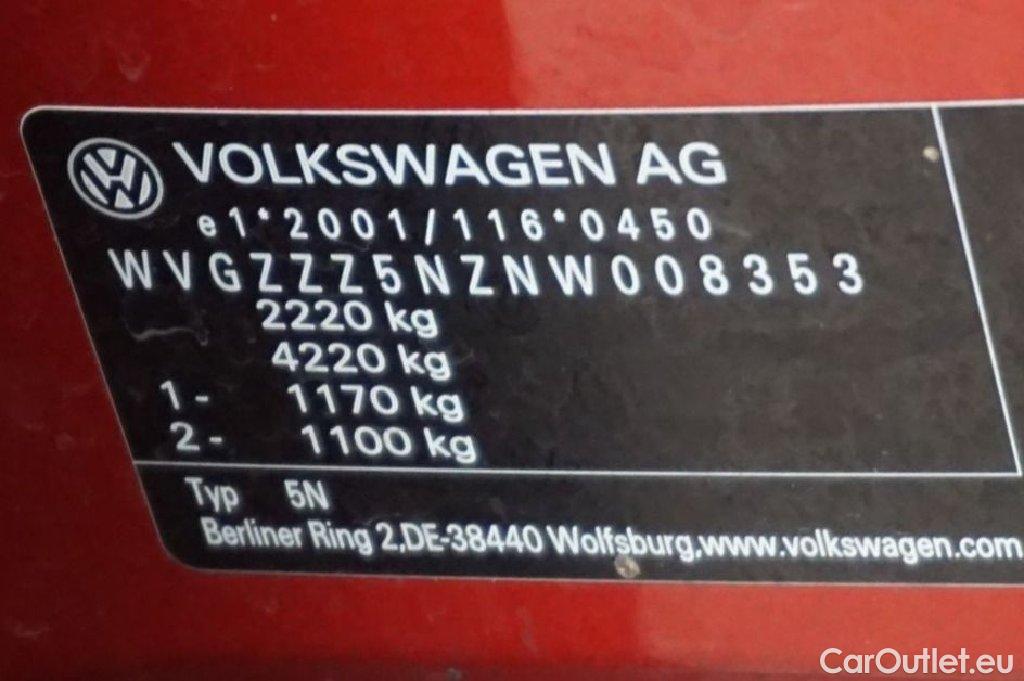 VOLKSWAGEN AG
e1*2001/116*0450
WVGZZZ5NZNW008353
2220 kg
4220 kg
1- 1170 kg
2- 1100 kg
Typ 5N
Berliner Ring 2,DE-38440 Wolfsburg,www.volkswagen.com
CarOutlet.eu